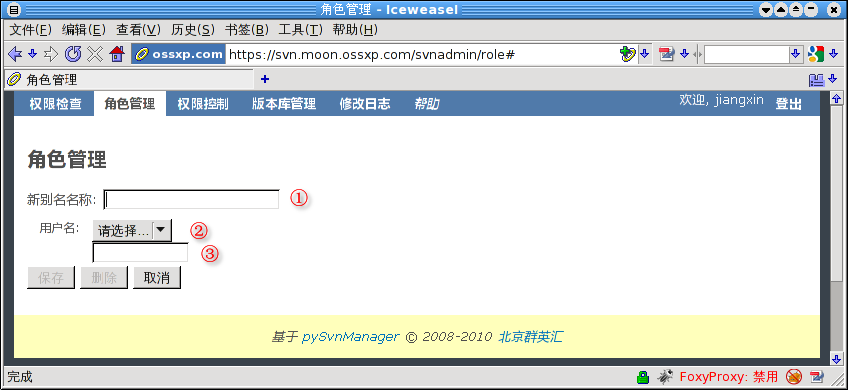 角色管理 - Iceweasel
文件(F) 编辑(E) 查看(V) 历史(S) 书签(B) 工具(T) 帮助(H)
ossxp.com https://svn.moon.ossxp.com/svnadmin/role#
角色管理
权限检查 角色管理 权限控制 版本库管理 修改日志 帮助 欢迎, jiangxin 登出
角色管理
新别名名称: ①
用户名: 请选择... ②
③
保存 删除 取消
基于 pySvnManager © 2008-2010 北京群英汇
完成 FoxyProxy: 禁用